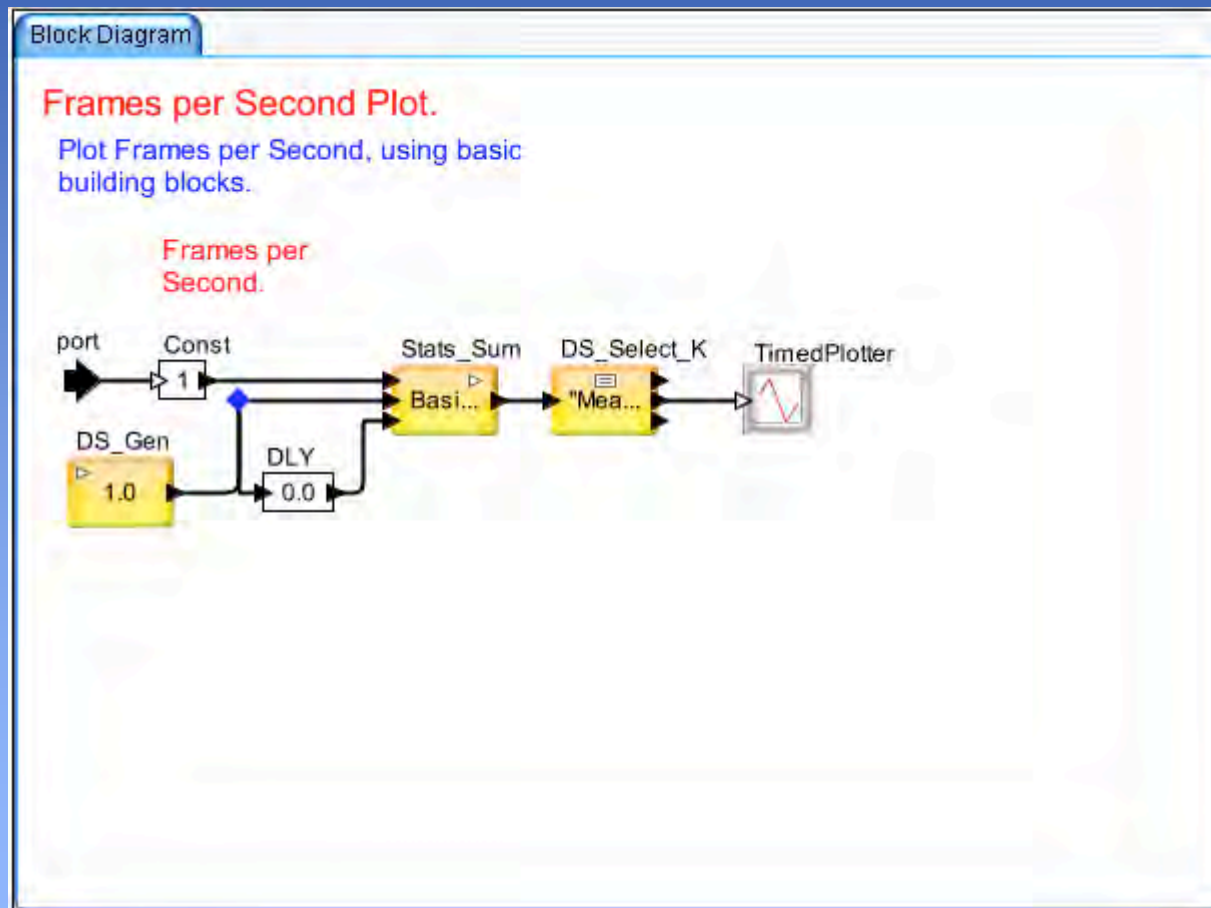 Block Diagram
Frames per Second Plot.
Plot Frames per Second, using basic
building blocks.
Frames per
Second.
port
Const
Stats_Sum
DS_Select_K
TimedPlotter
1
Basi...
"Mea...
DS_Gen
DLY
1.0
0.0